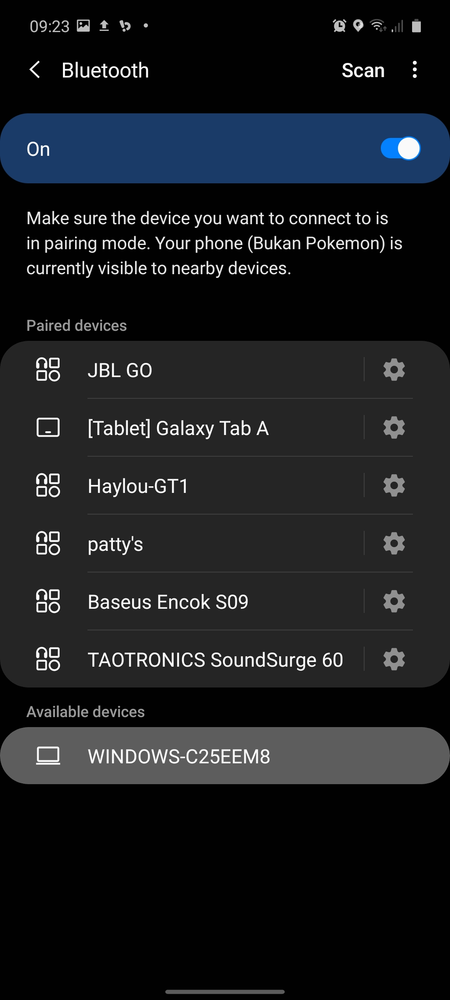 09:23
Bluetooth
Scan
On
Make sure the device you want to connect to is
in pairing mode. Your phone (Bukan Pokemon) is
currently visible to nearby devices.
Paired devices
JBL GO
[Tablet] Galaxy Tab A
Haylou-GT1
patty's
Baseus Encok S09
TAOTRONICS SoundSurge 60
Available devices
WINDOWS-C25EEM8